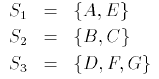 S₁ = {A, E}
S₂ = {B, C}
S₃ = {D, F, G}